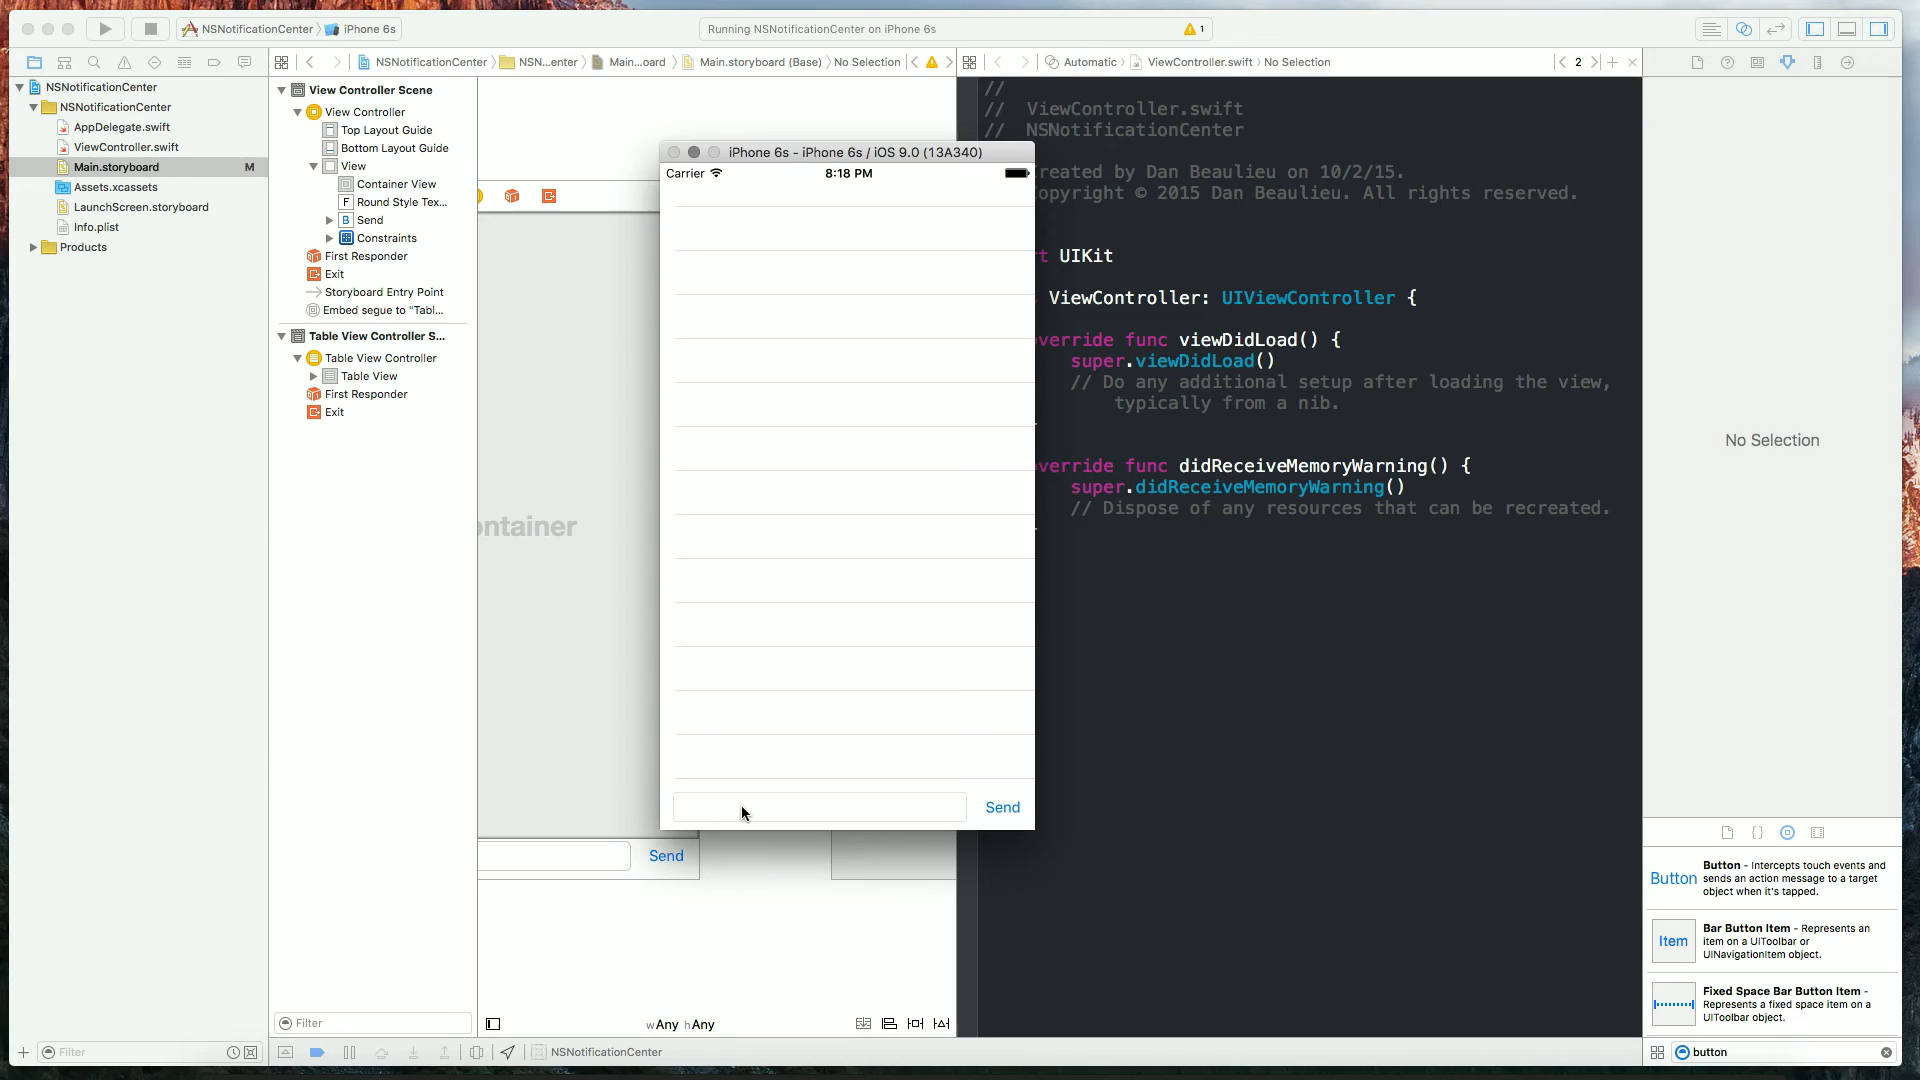 NSNotificationCenter
iPhone 6s
Running NSNotificationCenter on iPhone 6s
1
NSNotificationCenter
NSN...enter
Main...oard
Main.storyboard (Base)
No Selection
Automatic
ViewController.swift
No Selection
2
NSNotificationCenter
NSNotificationCenter
AppDelegate.swift
ViewController.swift
Main.storyboard
M
Assets.xcassets
LaunchScreen.storyboard
Info.plist
Products
View Controller Scene
View Controller
Top Layout Guide
Bottom Layout Guide
View
Container View
F Round Style Tex...
B Send
Constraints
First Responder
Exit
Storyboard Entry Point
Embed segue to "Tabl...
Table View Controller S...
Table View Controller
Table View
First Responder
Exit
ontainer
Send
iPhone 6s - iPhone 6s / iOS 9.0 (13A340)
Carrier
8:18 PM
Send
//
// ViewController.swift
// NSNotificationCenter
reated by Dan Beaulieu on 10/2/15.
opyright © 2015 Dan Beaulieu. All rights reserved.
t UIKit
ViewController: UIViewController {
verride func viewDidLoad() {
super.viewDidLoad()
// Do any additional setup after loading the view,
typically from a nib.
verride func didReceiveMemoryWarning() {
super.didReceiveMemoryWarning()
// Dispose of any resources that can be recreated.
No Selection
Button
Button - Intercepts touch events and
sends an action message to a target
object when it's tapped.
Item
Bar Button Item - Represents an
item on a UIToolbar or
UINavigationItem object.
Fixed Space Bar Button Item -
Represents a fixed space item on a
UIToolbar object.
Filter
Filter
wAny hAny
NSNotificationCenter
button